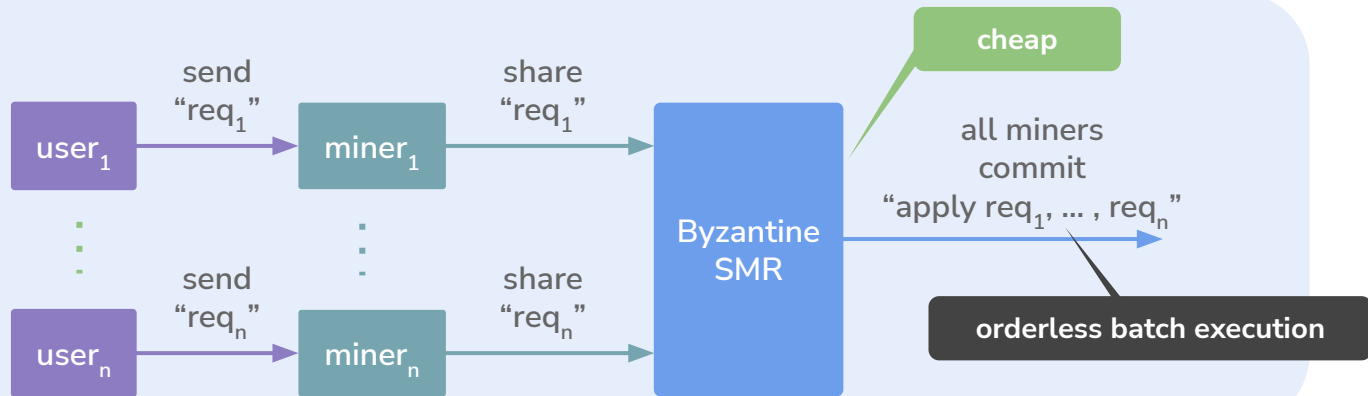 cheap
send
“req₁”
share
“req₁”
user₁
miner₁
all miners
commit
“apply req₁, ... , reqₙ”
Byzantine
SMR
send
“reqₙ”
share
“reqₙ”
userₙ
minerₙ
orderless batch execution